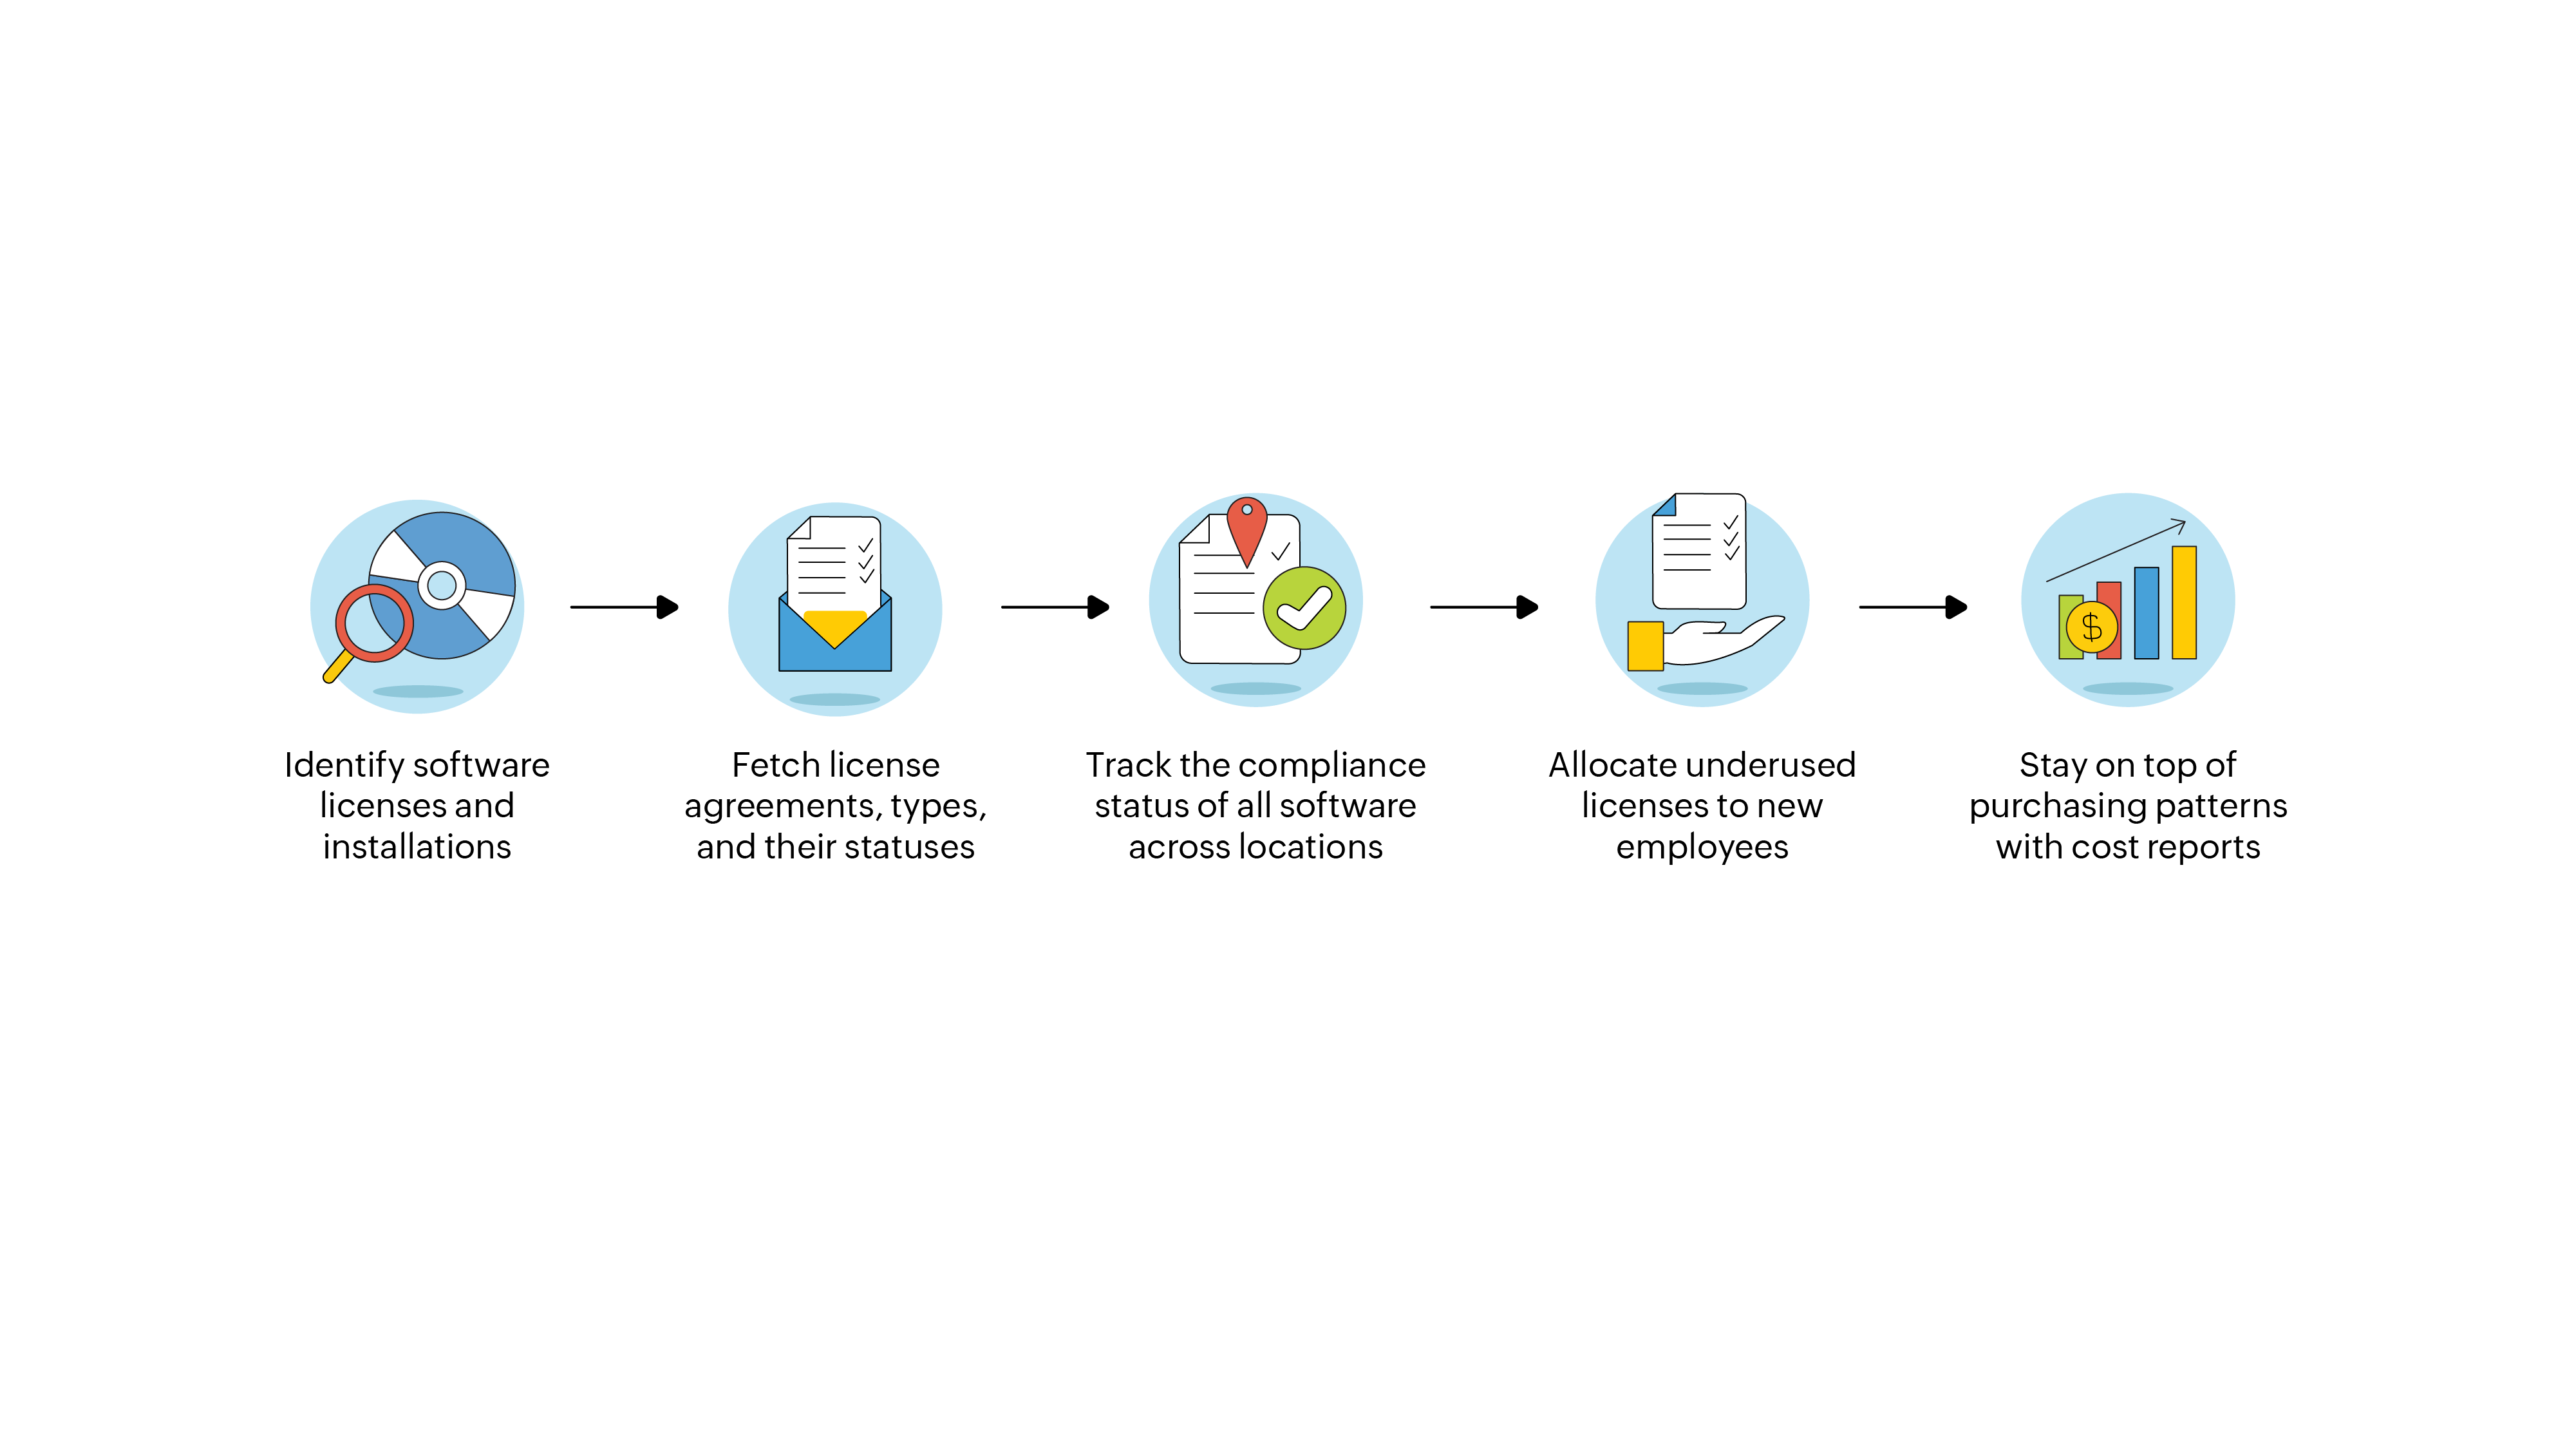 Identify software
licenses and
installations
Fetch license
agreements, types,
and their statuses
Track the compliance
status of all software
across locations
Allocate underused
licenses to new
employees
$
Stay on top of
purchasing patterns
with cost reports